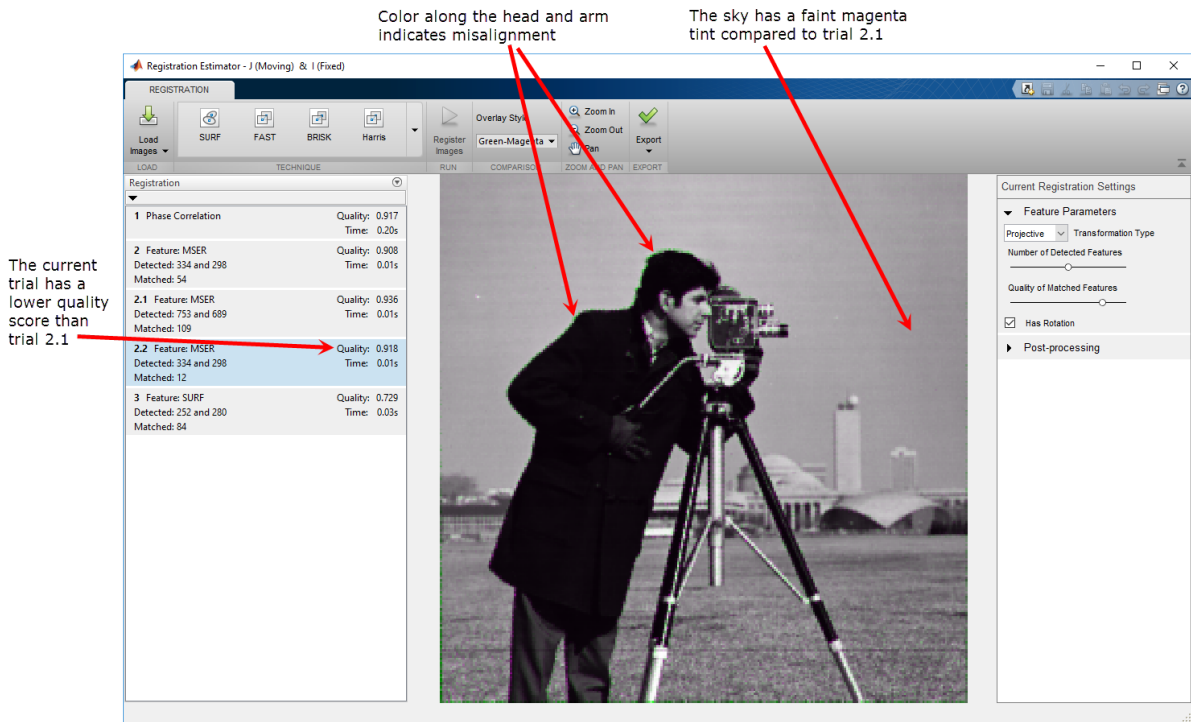 Color along the head and arm
indicates misalignment
The sky has a faint magenta
tint compared to trial 2.1
Registration Estimator - J (Moving) & I (Fixed)
REGISTRATION
Load
Images
SURF
FAST
BRISK
Harris
Register
Images
Overlay Style
Green-Magenta
Zoom In
Zoom Out
Pan
Export
LOAD
TECHNIQUE
RUN
COMPARISON
ZOOM AND PAN
EXPORT
Registration
1 Phase Correlation Quality: 0.917
Time: 0.20s
2 Feature: MSER Quality: 0.908
Detected: 334 and 298 Time: 0.01s
Matched: 54
2.1 Feature: MSER Quality: 0.936
Detected: 753 and 689 Time: 0.01s
Matched: 109
2.2 Feature: MSER Quality: 0.918
Detected: 334 and 298 Time: 0.01s
Matched: 12
3 Feature: SURF Quality: 0.729
Detected: 252 and 280 Time: 0.03s
Matched: 84
The current
trial has a
lower quality
score than
trial 2.1
Current Registration Settings
Feature Parameters
Projective Transformation Type
Number of Detected Features
Quality of Matched Features
Has Rotation
Post-processing